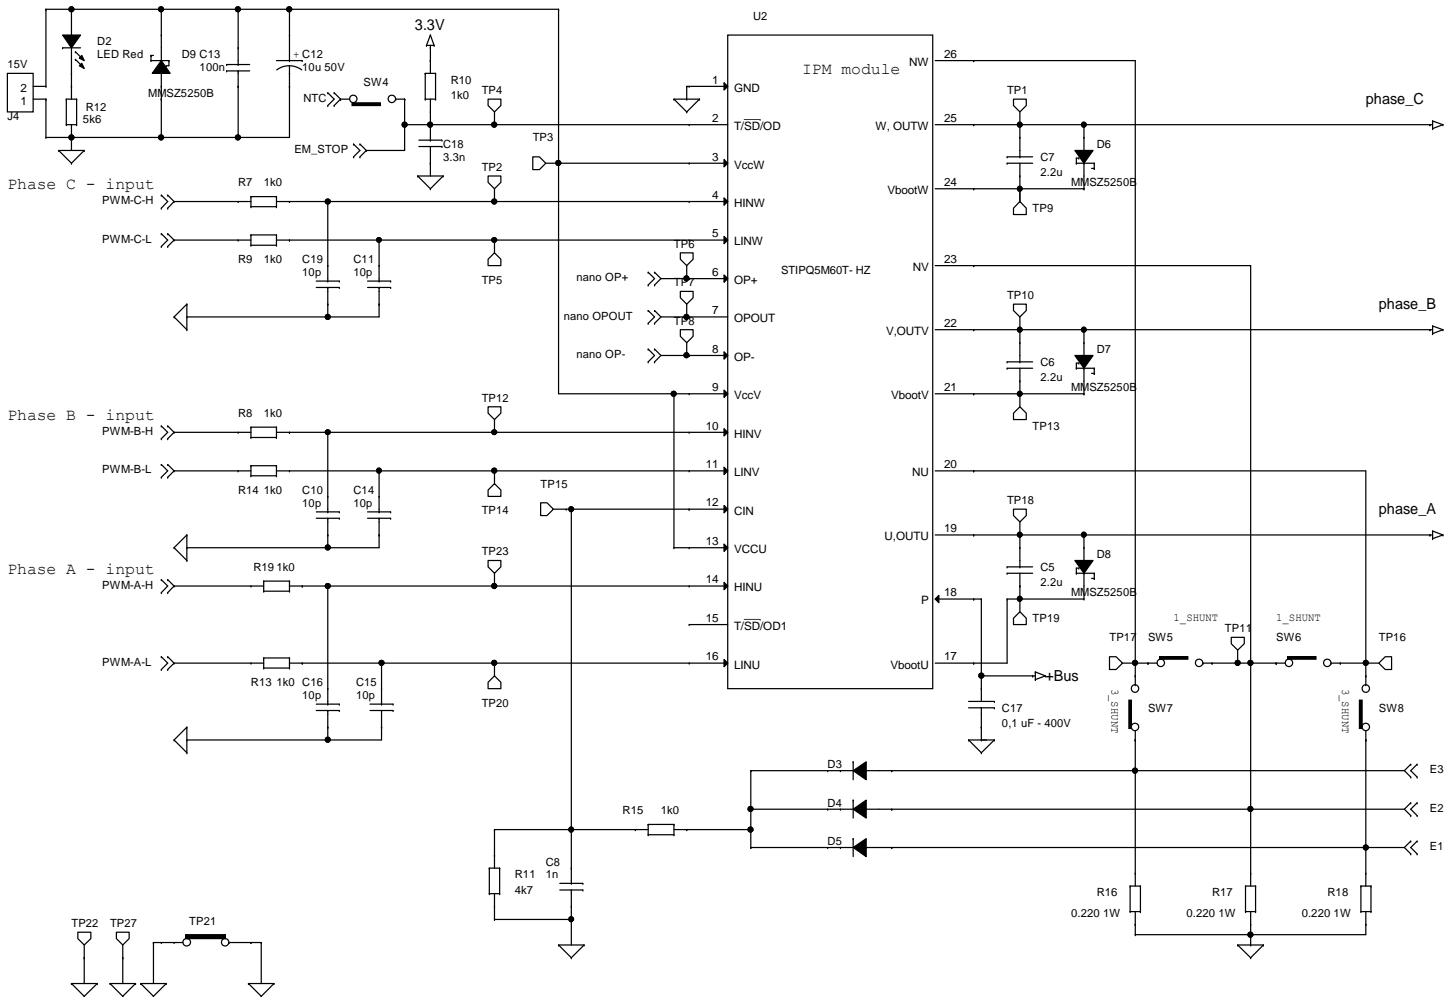 U2
3.3V
D2
LED Red
D9 C13
100n
+ C12
10u 50V
26
NW
15V
IPM module
R10
1k0
SW4
1
GND
TP4
TP1
2
1
J4
MMSZ5250B
NTC
phase_C
R12
5k6
2
T/SD/OD
W, OUTW
25
TP3
EM_STOP
C18
3.3n
D6
C7
2.2u
3
VccW
Phase C - input
R7 1k0
TP2
MMSZ5250B
VbootW
24
PWM-C-H
4
HINW
TP9
PWM-C-L
5
LINW
R9 1k0
TP6
C19
10p
C11
10p
TP5
NV
23
STIPQ5M60T- HZ
nano OP+
6
OP+
TP7
TP10
phase_B
nano OPOUT
7
OPOUT
TP8
V,OUTV
22
nano OP-
8
OP-
D7
C6
2.2u
MMSZ5250B
9
VccV
VbootV
21
TP12
Phase B - input
R8 1k0
PWM-B-H
10
HINV
TP13
PWM-B-L
11
LINV
NU
20
R14 1k0
C10
10p
C14
10p
TP15
TP14
TP18
12
CIN
phase_A
U,OUTU
19
13
VCCU
TP23
D8
C5
2.2u
Phase A - input
R19 1k0
PWM-A-H
14
HINU
MMSZ5250B
P
18
TP19
15
T/SD/OD1
1_SHUNT
1_SHUNT
TP17
SW5
TP11
SW6
TP16
PWM-A-L
16
LINU
VbootU
17
R13 1k0
C16
10p
C15
10p
TP20
+Bus
C17
0,1 uF - 400V
3_SHUNT
SW7
3_SHUNT
SW8
D3
E3
D4
E2
R15 1k0
D5
E1
C8
1n
R11
4k7
R16
0.220 1W
R17
0.220 1W
R18
0.220 1W
TP22
TP27
TP21